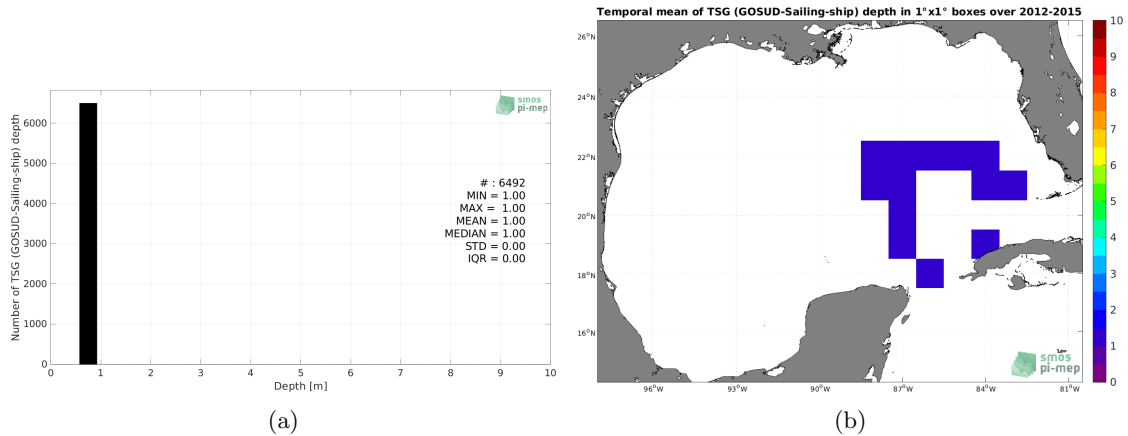 Number of TSG (GOSUD-Sailing-ship) depth
6000
5000
4000
3000
2000
1000
0
0 1 2 3 4 5 6 7 8 9 10
Depth [m]
smos
pi-mep
# : 6492
MIN = 1.00
MAX = 1.00
MEAN = 1.00
MEDIAN = 1.00
STD = 0.00
IQR = 0.00
(a)
Temporal mean of TSG (GOSUD-Sailing-ship) depth in 1°x1° boxes over 2012-2015
26°N
24°N
22°N
20°N
18°N
16°N
96°W 93°W 90°W 87°W 84°W 81°W
smos
pi-mep
10
9
8
7
6
5
4
3
2
1
0
(b)